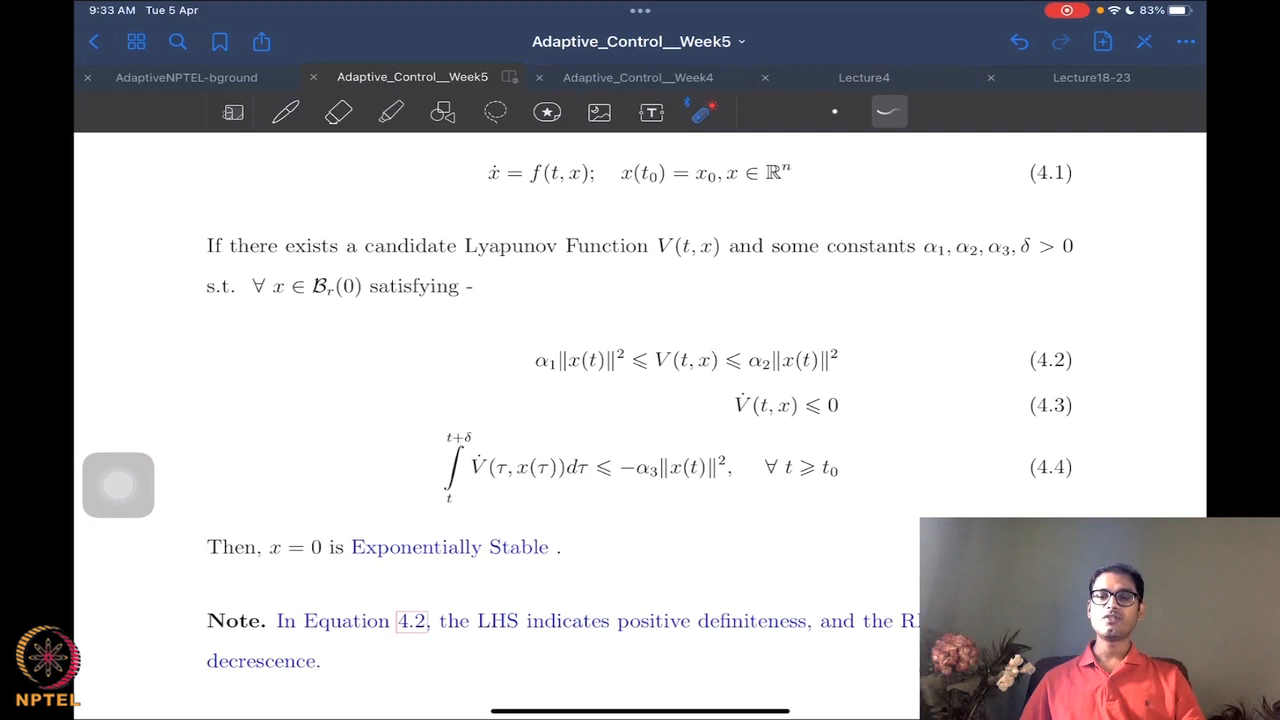 9:33 AM Tue 5 Apr
83%
Adaptive_Control__Week5
AdaptiveNPTEL-bground
Adaptive_Control__Week5
Adaptive_Control__Week4
Lecture4
Lecture18-23
ẋ = f(t, x); x(t₀) = x₀, x ∈ ℝⁿ (4.1)
If there exists a candidate Lyapunov Function V(t, x) and some constants α₁, α₂, α₃, δ > 0
s.t. ∀ x ∈ ℬᵣ(0) satisfying -
α₁‖x(t)‖² ⩽ V(t, x) ⩽ α₂‖x(t)‖² (4.2)
V̇(t, x) ⩽ 0 (4.3)
∫ₜ^{t+δ} V̇(τ, x(τ))dτ ⩽ −α₃‖x(t)‖², ∀ t ⩾ t₀ (4.4)
Then, x = 0 is Exponentially Stable .
Note. In Equation 4.2, the LHS indicates positive definiteness, and the
decrescence.
NPTEL